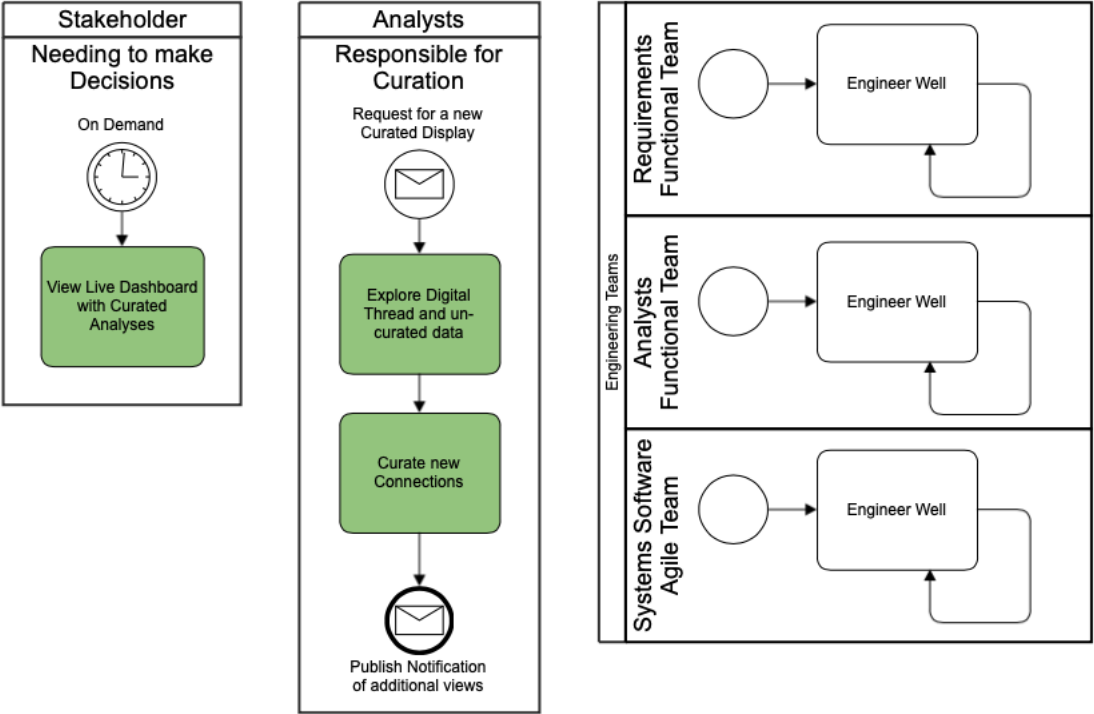 Stakeholder
Needing to make
Decisions
On Demand
View Live Dashboard
with Curated
Analyses
Analysts
Responsible for
Curation
Request for a new
Curated Display
Explore Digital
Thread and un-
curated data
Curate new
Connections
Publish Notification
of additional views
Engineering Teams
Requirements
Functional Team
Engineer Well
Analysts
Functional Team
Engineer Well
Systems Software
Agile Team
Engineer Well